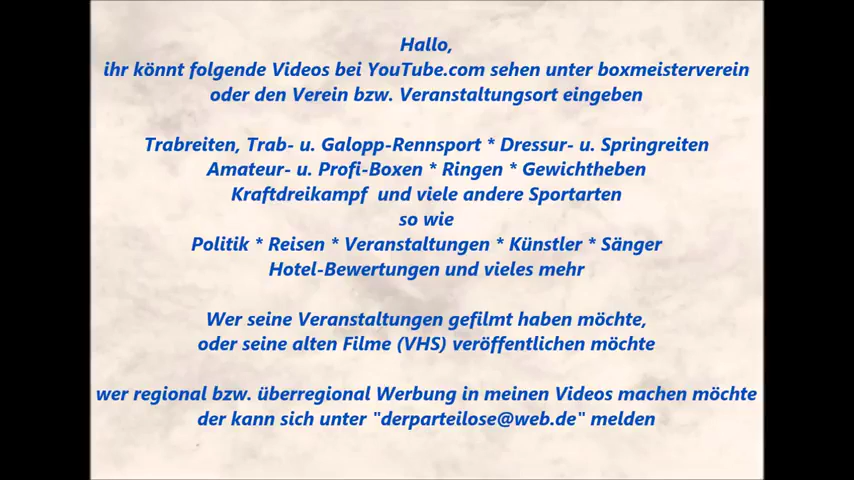 Hallo,
ihr könnt folgende Videos bei YouTube.com sehen unter boxmeisterverein
oder den Verein bzw. Veranstaltungsort eingeben
Trabreiten, Trab- u. Galopp-Rennsport * Dressur- u. Springreiten
Amateur- u. Profi-Boxen * Ringen * Gewichtheben
Kraftdreikampf und viele andere Sportarten
so wie
Politik * Reisen * Veranstaltungen * Künstler * Sänger
Hotel-Bewertungen und vieles mehr
Wer seine Veranstaltungen gefilmt haben möchte,
oder seine alten Filme (VHS) veröffentlichen möchte
wer regional bzw. überregional Werbung in meinen Videos machen möchte
der kann sich unter "derparteilose@web.de" melden